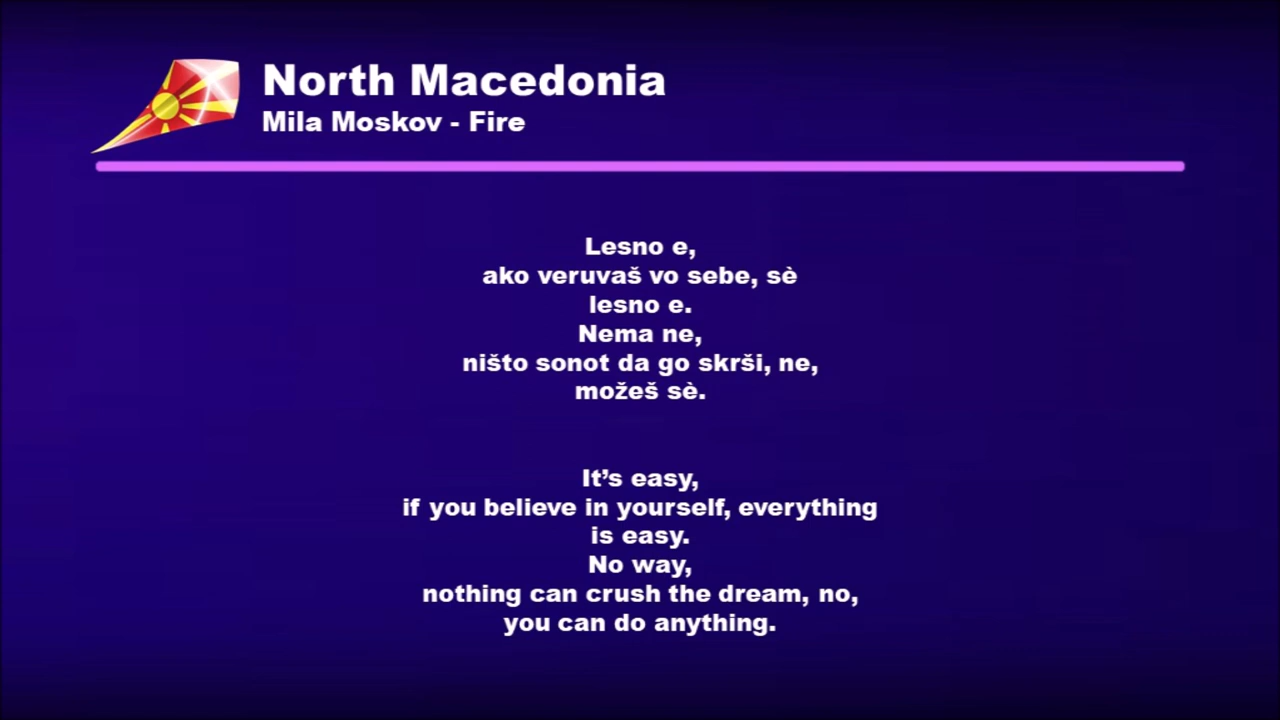 North Macedonia
Mila Moskov - Fire
Lesno e,
ako veruvaš vo sebe, sè
lesno e.
Nema ne,
ništo sonot da go skrši, ne,
možeš sè.
It’s easy,
if you believe in yourself, everything
is easy.
No way,
nothing can crush the dream, no,
you can do anything.